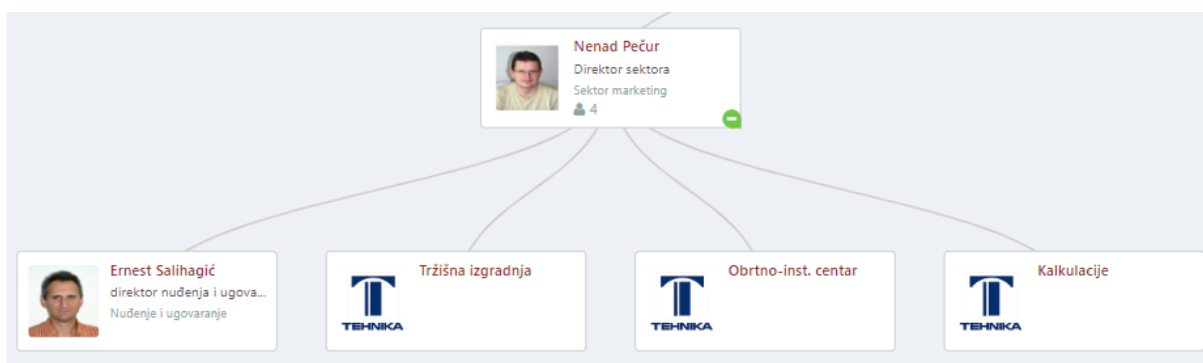 Nenad Pečur
Direktor sektora
Sektor marketing
4
Ernest Salihagić
direktor nuđenja i ugova...
Nuđenje i ugovaranje
Tržišna izgradnja
TEHNIKA
Obrtno-inst. centar
TEHNIKA
Kalkulacije
TEHNIKA